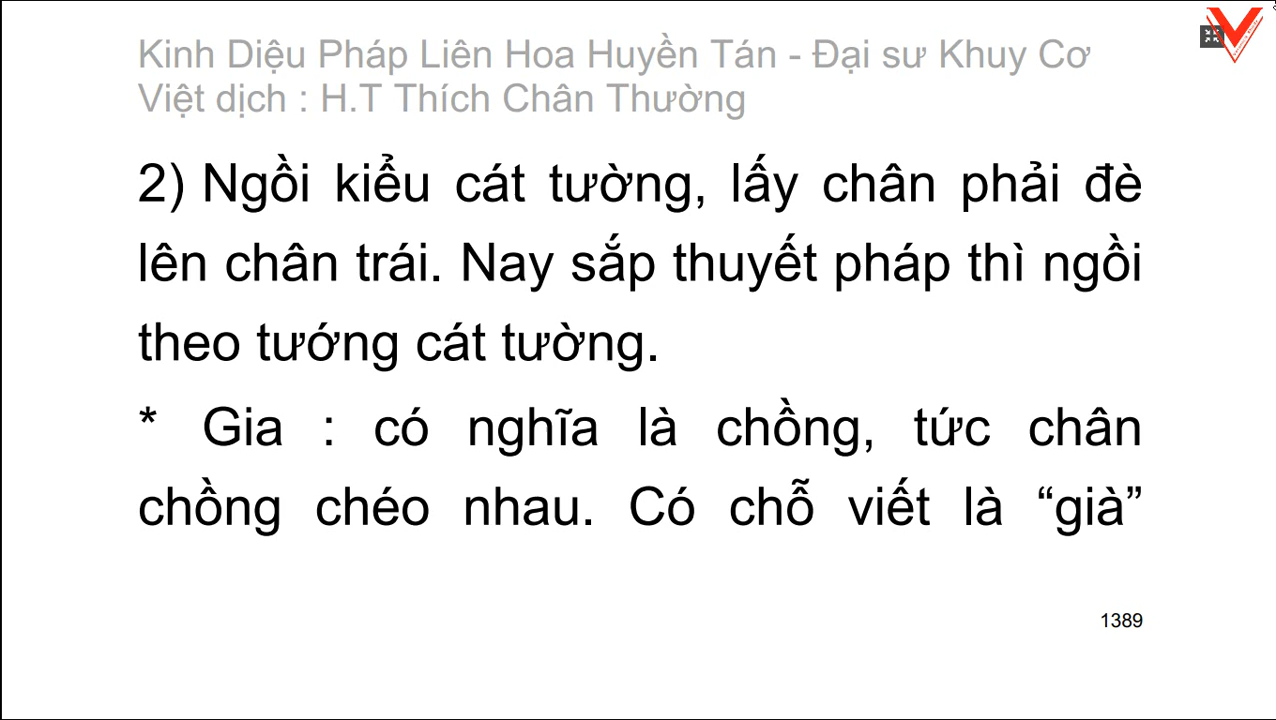 Kinh Diệu Pháp Liên Hoa Huyền Tán - Đại sư Khuy Cơ
Việt dịch : H.T Thích Chân Thường
2) Ngồi kiểu cát tường, lấy chân phải đè
lên chân trái. Nay sắp thuyết pháp thì ngồi
theo tướng cát tường.
* Gia : có nghĩa là chồng, tức chân
chồng chéo nhau. Có chỗ viết là “già”
1389